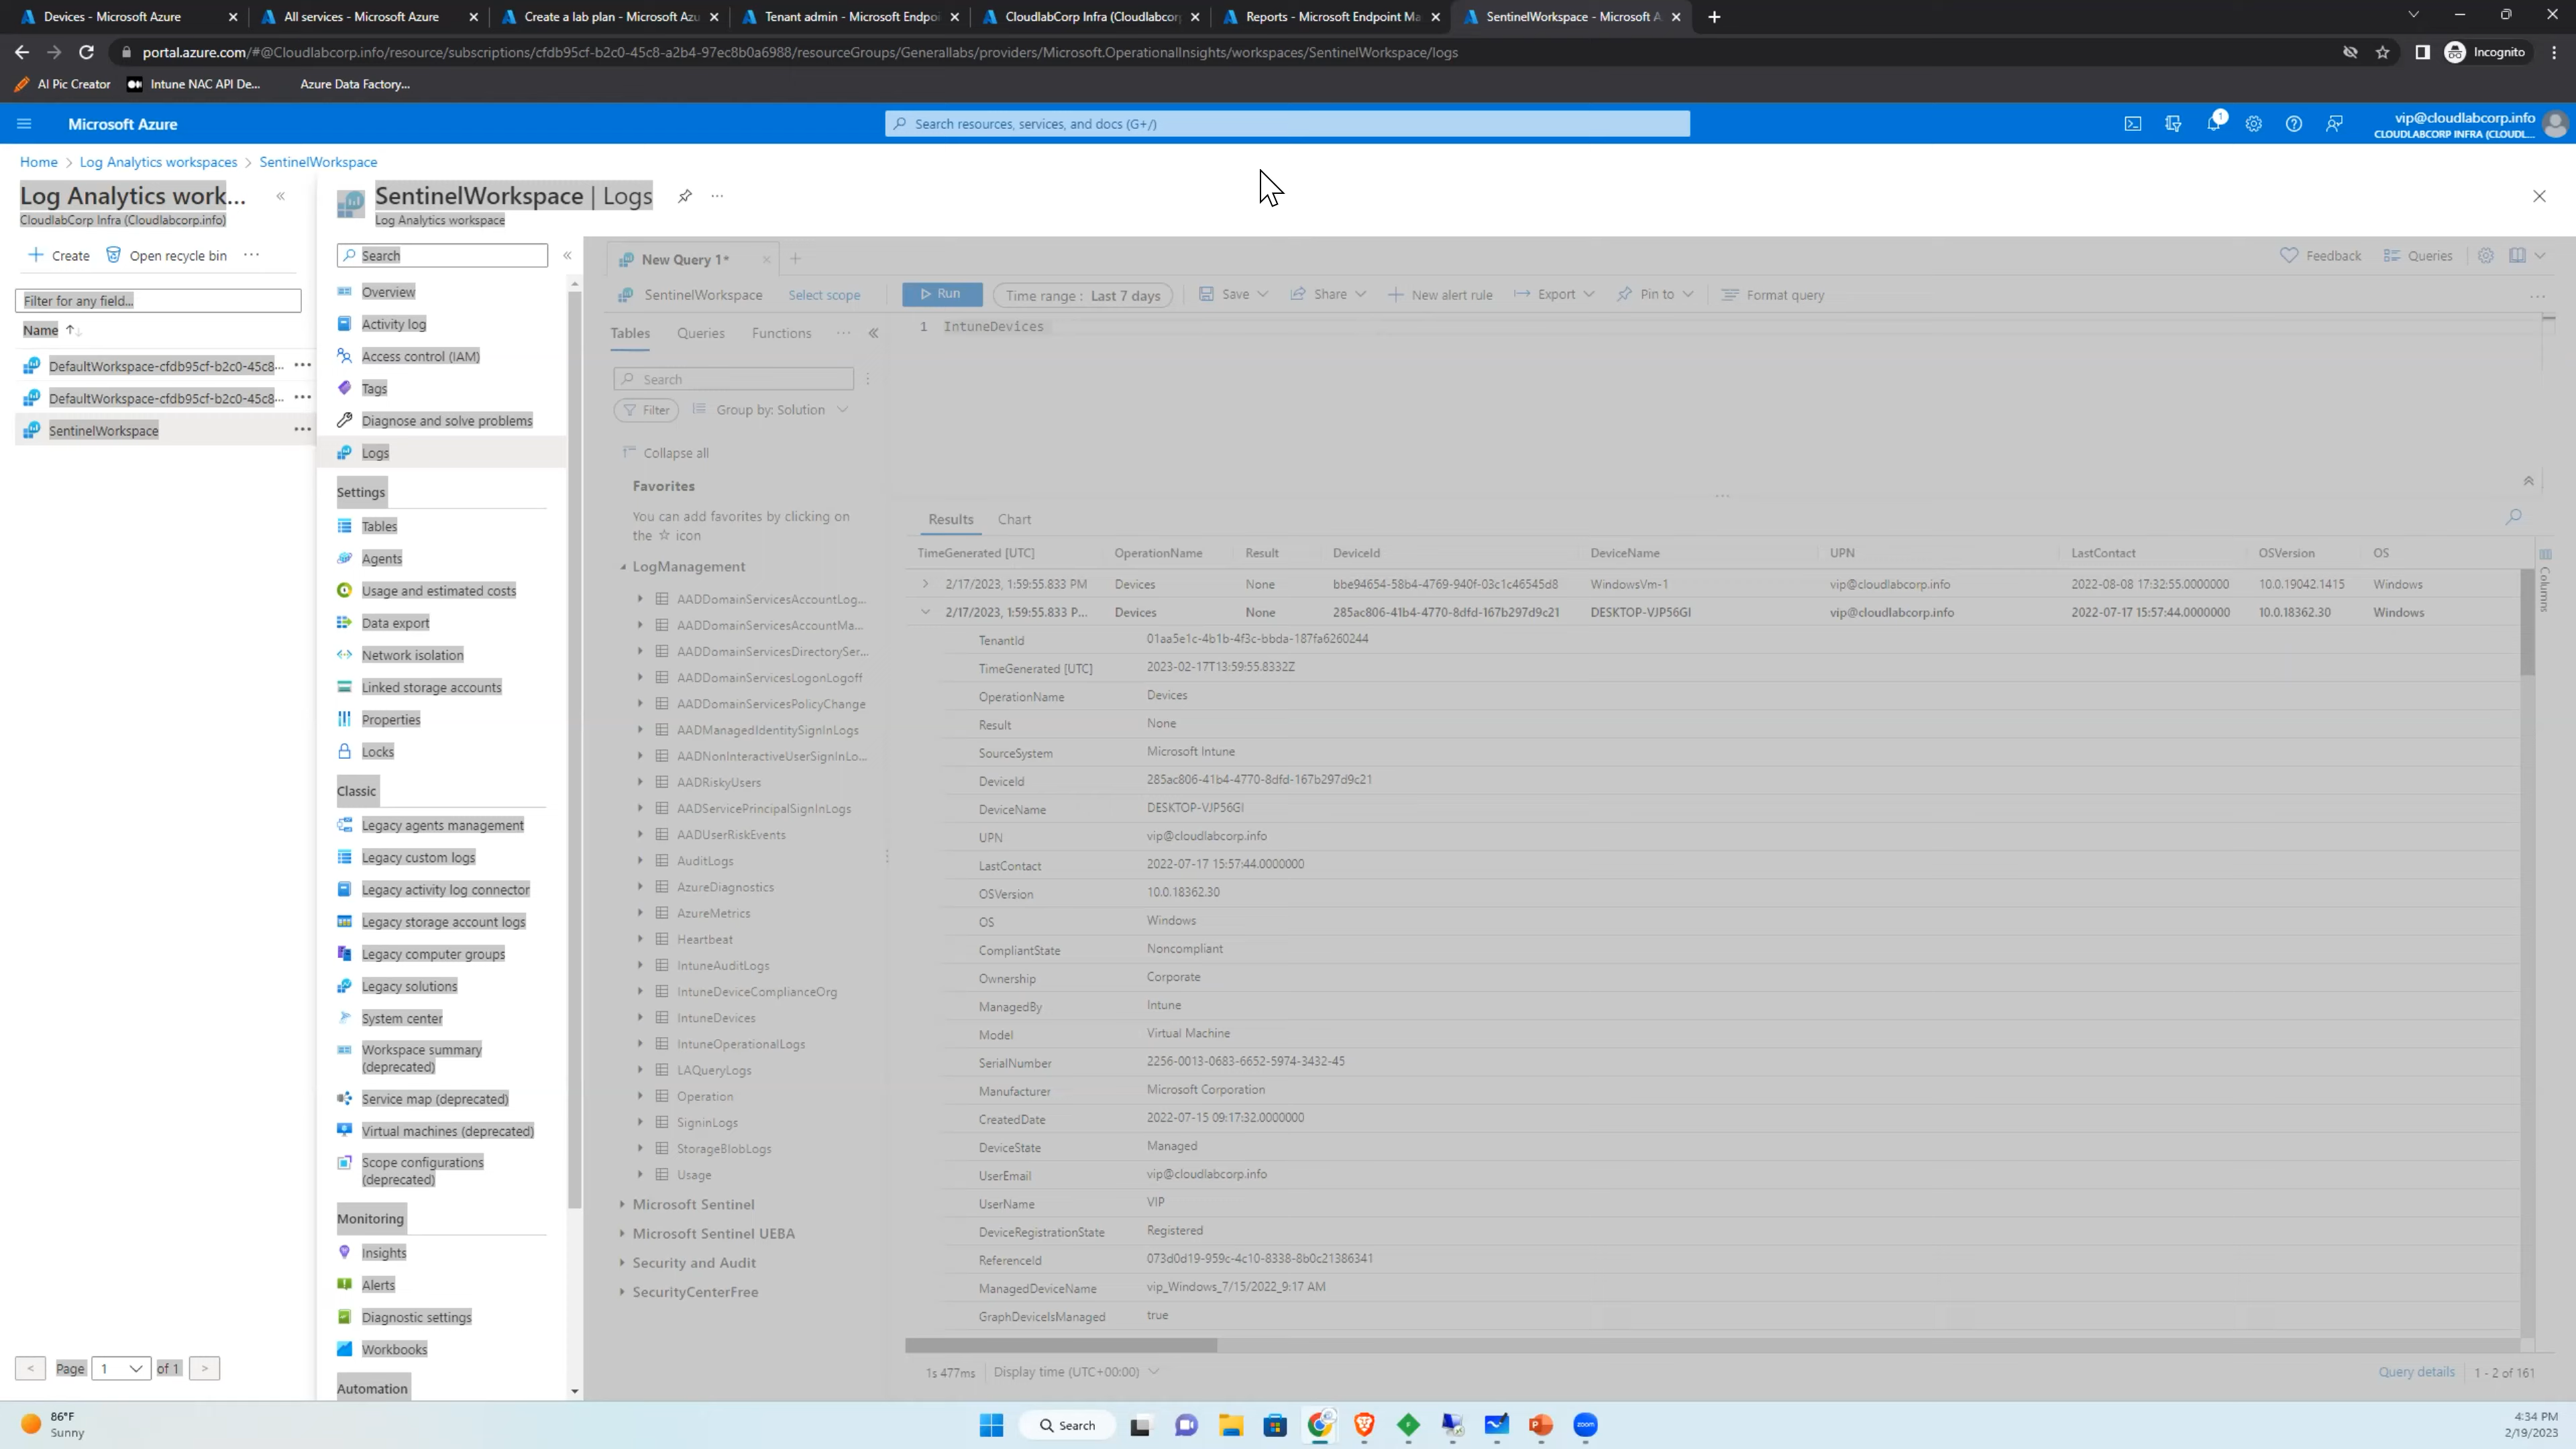 Devices - Microsoft Azure
All services - Microsoft Azure
Create a lab plan - Microsoft Azu
Tenant admin - Microsoft Endpoi
CloudlabCorp Infra (Cloudlabcorp
Reports - Microsoft Endpoint Ma
SentinelWorkspace - Microsoft A
portal.azure.com/#@Cloudlabcorp.info/resource/subscriptions/cfdb95cf-b2c0-45c8-a2b4-97ec8b0a6988/resourceGroups/Generallabs/providers/Microsoft.OperationalInsights/workspaces/SentinelWorkspace/logs
Incognito
AI Pic Creator
Intune NAC API De...
Azure Data Factory...
Microsoft Azure
Search resources, services, and docs (G+/)
1
vip@cloudlabcorp.info
CLOUDLABCORP INFRA (CLOUDL...
Home > Log Analytics workspaces > SentinelWorkspace
Log Analytics work...
CloudlabCorp Infra (Cloudlabcorp.info)
Create
Open recycle bin
Filter for any field...
Name
DefaultWorkspace-cfdb95cf-b2c0-45c8...
DefaultWorkspace-cfdb95cf-b2c0-45c8...
SentinelWorkspace
< Page 1 of 1 >
SentinelWorkspace | Logs
Log Analytics workspace
Search
Overview
Activity log
Access control (IAM)
Tags
Diagnose and solve problems
Logs
Settings
Tables
Agents
Usage and estimated costs
Data export
Network isolation
Linked storage accounts
Properties
Locks
Classic
Legacy agents management
Legacy custom logs
Legacy activity log connector
Legacy storage account logs
Legacy computer groups
Legacy solutions
System center
Workspace summary
(deprecated)
Service map (deprecated)
Virtual machines (deprecated)
Scope configurations
(deprecated)
Monitoring
Insights
Alerts
Diagnostic settings
Workbooks
Automation
New Query 1*
Feedback
Queries
SentinelWorkspace
Select scope
Run
Time range : Last 7 days
Save
Share
New alert rule
Export
Pin to
Format query
Tables
Queries
Functions
Search
Filter
Group by: Solution
Collapse all
Favorites
You can add favorites by clicking on
the ☆ icon
LogManagement
AADDomainServicesAccountLog...
AADDomainServicesAccountMa...
AADDomainServicesDirectorySer...
AADDomainServicesLogonLogoff
AADDomainServicesPolicyChange
AADManagedIdentitySignInLogs
AADNonInteractiveUserSignInLo...
AADRiskyUsers
AADServicePrincipalSignInLogs
AADUserRiskEvents
AuditLogs
AzureDiagnostics
AzureMetrics
Heartbeat
IntuneAuditLogs
IntuneDeviceComplianceOrg
IntuneDevices
IntuneOperationalLogs
LAQueryLogs
Operation
SigninLogs
StorageBlobLogs
Usage
Microsoft Sentinel
Microsoft Sentinel UEBA
Security and Audit
SecurityCenterFree
1 IntuneDevices
Results
Chart
TimeGenerated [UTC] OperationName Result DeviceId DeviceName UPN LastContact OSVersion OS
2/17/2023, 1:59:55.833 PM Devices None bbe94654-58b4-4769-940f-03c1c46545d8 WindowsVm-1 vip@cloudlabcorp.info 2022-08-08 17:32:55.0000000 10.0.19042.1415 Windows
2/17/2023, 1:59:55.833 P... Devices None 285ac806-41b4-4770-8dfd-167b297d9c21 DESKTOP-VJP56GI vip@cloudlabcorp.info 2022-07-17 15:57:44.0000000 10.0.18362.30 Windows
TenantId 01aa5e1c-4b1b-4f3c-bbda-187fa6260244
TimeGenerated [UTC] 2023-02-17T13:59:55.8332Z
OperationName Devices
Result None
SourceSystem Microsoft Intune
DeviceId 285ac806-41b4-4770-8dfd-167b297d9c21
DeviceName DESKTOP-VJP56GI
UPN vip@cloudlabcorp.info
LastContact 2022-07-17 15:57:44.0000000
OSVersion 10.0.18362.30
OS Windows
CompliantState Noncompliant
Ownership Corporate
ManagedBy Intune
Model Virtual Machine
SerialNumber 2256-0013-0683-6652-5974-3432-45
Manufacturer Microsoft Corporation
CreatedDate 2022-07-15 09:17:32.0000000
DeviceState Managed
UserEmail vip@cloudlabcorp.info
UserName VIP
DeviceRegistrationState Registered
ReferenceId 073d0d19-959c-4c10-8338-8b0c21386341
ManagedDeviceName vip_Windows_7/15/2022_9:17 AM
GraphDeviceIsManaged true
Columns
1s 477ms
Display time (UTC+00:00)
Query details
1 - 2 of 161
86°F
Sunny
Search
zoom
4:34 PM
2/19/2023